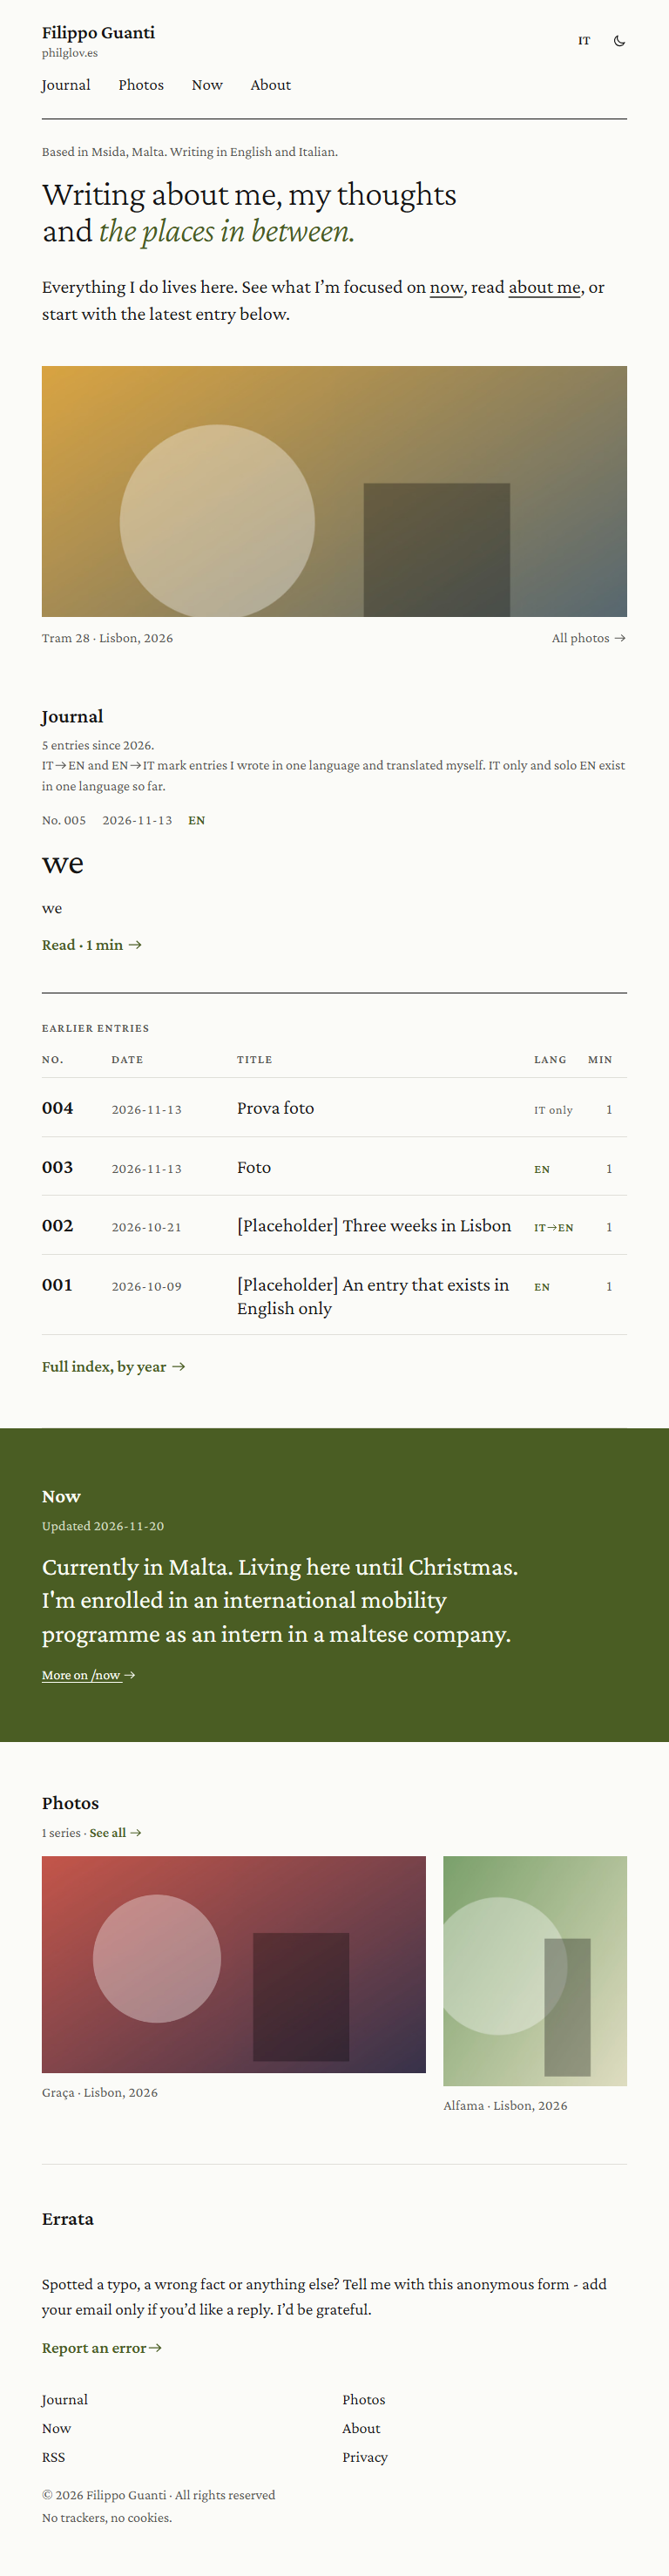 Filippo Guanti
philglov.es
IT
Journal Photos Now About
Based in Msida, Malta. Writing in English and Italian.
Writing about me, my thoughts
and the places in between.
Everything I do lives here. See what I’m focused on now, read about me, or
start with the latest entry below.
Tram 28 · Lisbon, 2026
All photos →
Journal
5 entries since 2026.
IT→EN and EN→IT mark entries I wrote in one language and translated myself. IT only and solo EN exist
in one language so far.
No. 005 2026-11-13 EN
we
we
Read · 1 min →
EARLIER ENTRIES
NO. DATE TITLE LANG MIN
004 2026-11-13 Prova foto IT only 1
003 2026-11-13 Foto EN 1
002 2026-10-21 [Placeholder] Three weeks in Lisbon IT→EN 1
001 2026-10-09 [Placeholder] An entry that exists in EN 1
English only
Full index, by year →
Now
Updated 2026-11-20
Currently in Malta. Living here until Christmas.
I'm enrolled in an international mobility
programme as an intern in a maltese company.
More on /now →
Photos
1 series · See all →
Graça · Lisbon, 2026
Alfama · Lisbon, 2026
Errata
Spotted a typo, a wrong fact or anything else? Tell me with this anonymous form - add
your email only if you’d like a reply. I’d be grateful.
Report an error→
Journal Photos
Now About
RSS Privacy
© 2026 Filippo Guanti · All rights reserved
No trackers, no cookies.